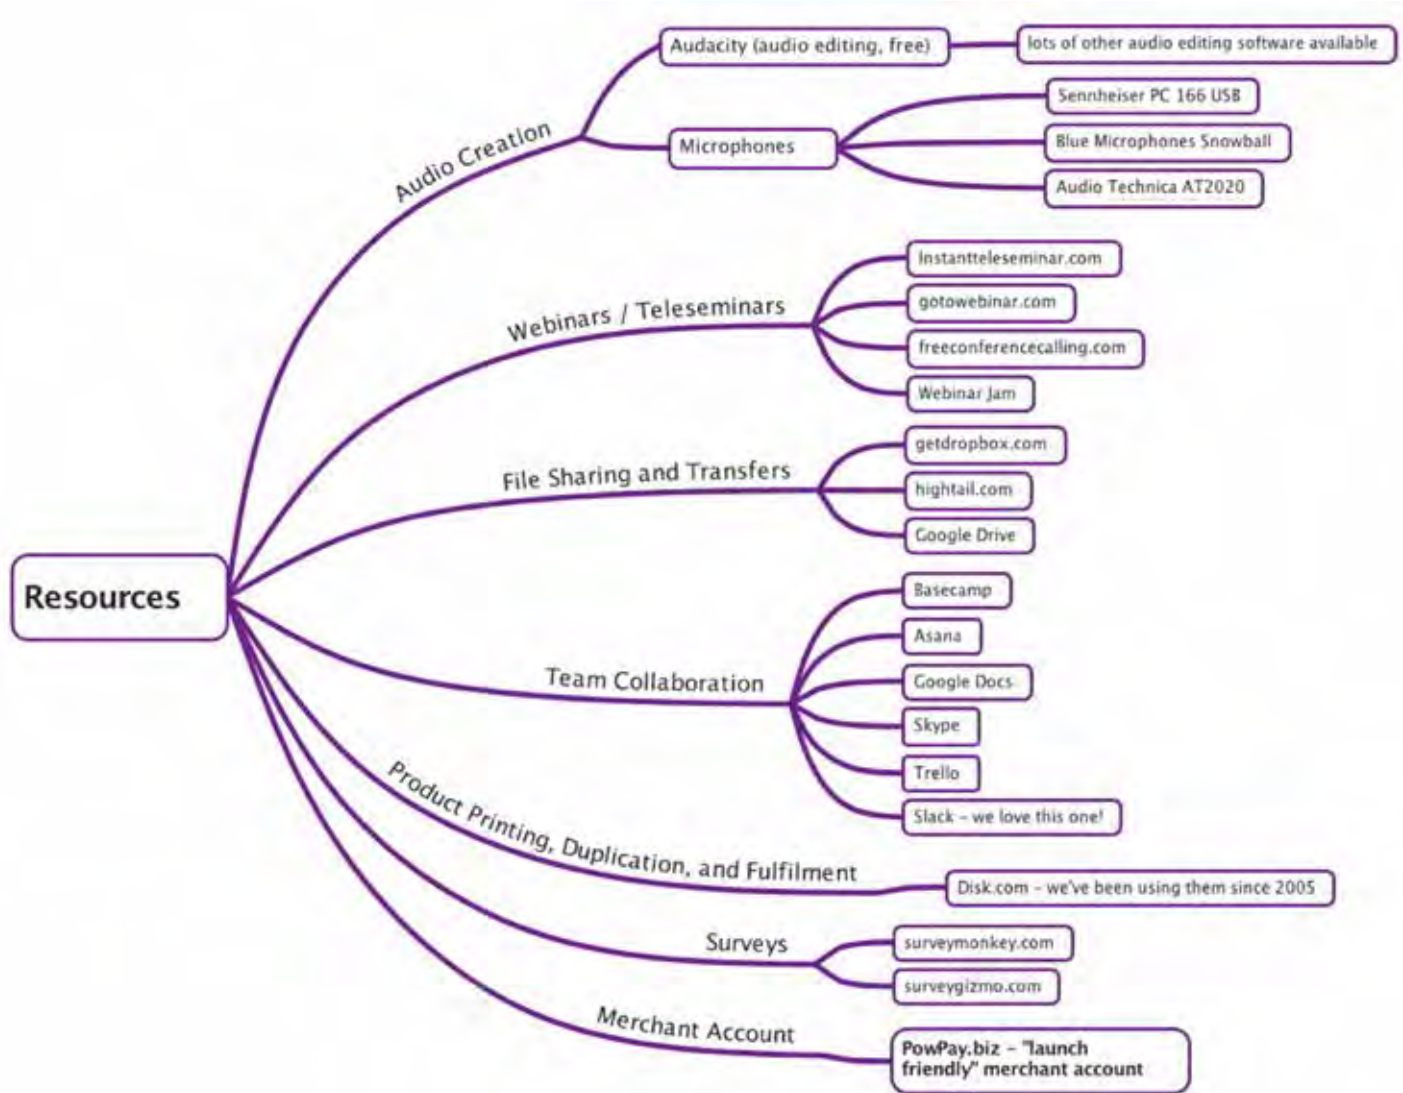 Resources
Audio Creation
Audacity (audio editing, free)
lots of other audio editing software available
Microphones
Sennheiser PC 166 USB
Blue Microphones Snowball
Audio Technica AT2020
Webinars / Teleseminars
Instantteleseminar.com
gotowebinar.com
freeconferencecalling.com
Webinar Jam
File Sharing and Transfers
getdropbox.com
hightail.com
Google Drive
Team Collaboration
Basecamp
Asana
Google Docs
Skype
Trello
Slack - we love this one!
Product Printing, Duplication, and Fulfilment
Disk.com - we've been using them since 2005
Surveys
surveymonkey.com
surveygizmo.com
Merchant Account
PowPay.biz - "launch
friendly" merchant account